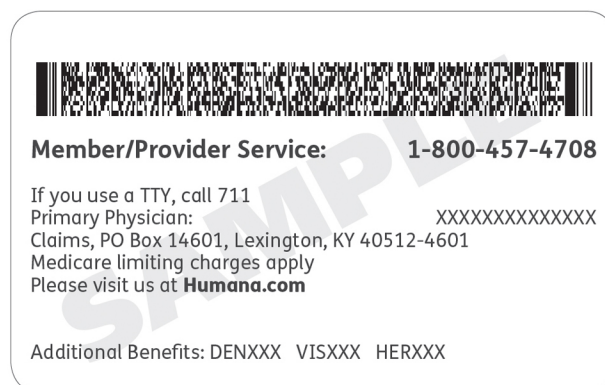 Member/Provider Service: 1-800-457-4708
If you use a TTY, call 711
Primary Physician: XXXXXXXXXXXXXX
Claims, PO Box 14601, Lexington, KY 40512-4601
Medicare limiting charges apply
Please visit us at Humana.com
Additional Benefits: DENXXX VISXXX HERXXX
SAMPLE